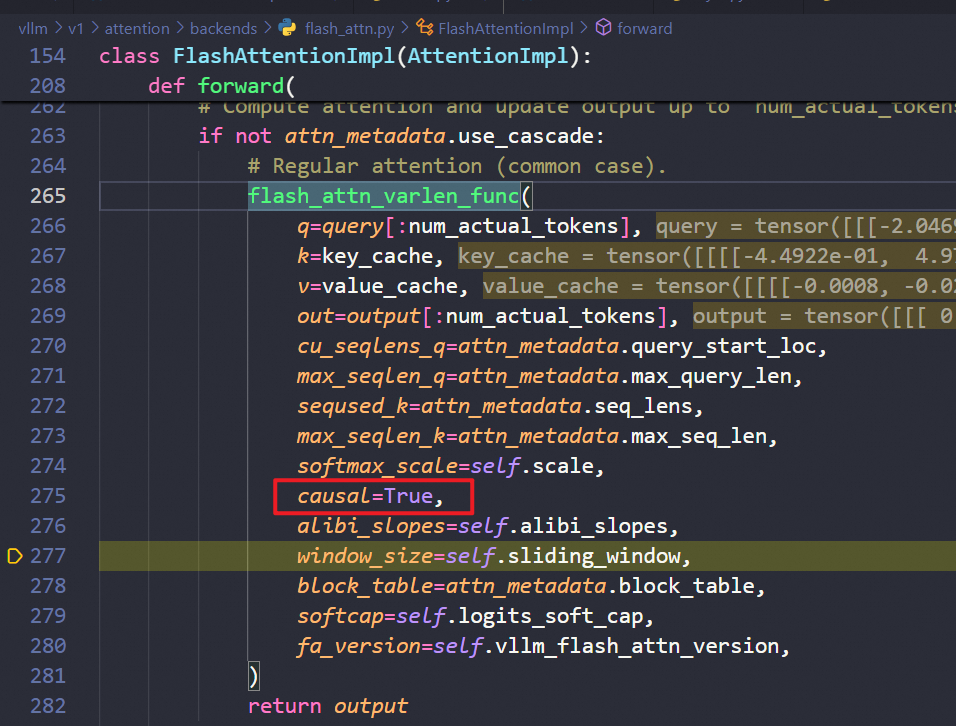 vllm > v1 > attention > backends > flash_attn.py > FlashAttentionImpl > forward
154 class FlashAttentionImpl(AttentionImpl):
208 def forward(
262 # Compute attention and update output up to `num_actual_tokens
263 if not attn_metadata.use_cascade:
264 # Regular attention (common case).
265 flash_attn_varlen_func(
266 q=query[:num_actual_tokens], query = tensor([[[-2.046
267 k=key_cache, key_cache = tensor([[[[-4.4922e-01, 4.9
268 v=value_cache, value_cache = tensor([[[[-0.0008, -0.0
269 out=output[:num_actual_tokens], output = tensor([[[ 0
270 cu_seqlens_q=attn_metadata.query_start_loc,
271 max_seqlen_q=attn_metadata.max_query_len,
272 seqused_k=attn_metadata.seq_lens,
273 max_seqlen_k=attn_metadata.max_seq_len,
274 softmax_scale=self.scale,
275 causal=True,
276 alibi_slopes=self.alibi_slopes,
277 window_size=self.sliding_window,
278 block_table=attn_metadata.block_table,
279 softcap=self.logits_soft_cap,
280 fa_version=self.vllm_flash_attn_version,
281 )
282 return output